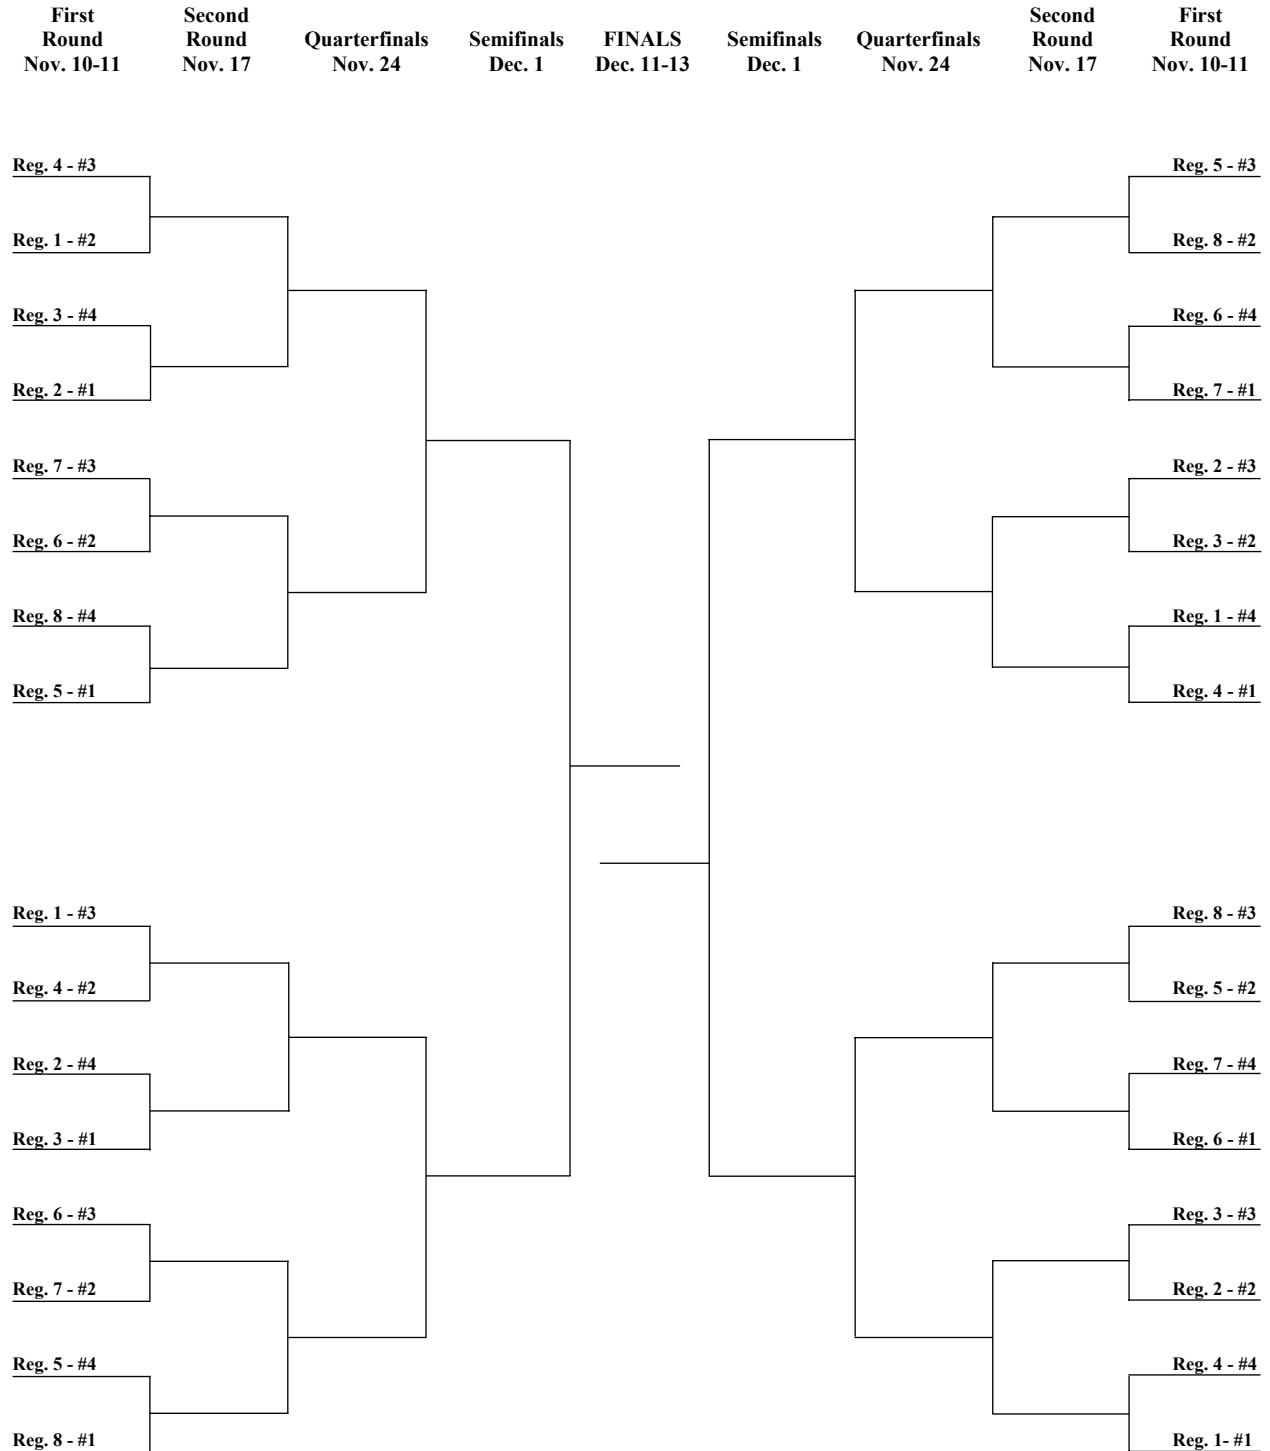 First Round Nov. 10-11
Second Round Nov. 17
Quarterfinals Nov. 24
Semifinals Dec. 1
FINALS Dec. 11-13
Semifinals Dec. 1
Quarterfinals Nov. 24
Second Round Nov. 17
First Round Nov. 10-11
Reg. 4 - #3
Reg. 1 - #2
Reg. 3 - #4
Reg. 2 - #1
Reg. 7 - #3
Reg. 6 - #2
Reg. 8 - #4
Reg. 5 - #1
Reg. 1 - #3
Reg. 4 - #2
Reg. 2 - #4
Reg. 3 - #1
Reg. 6 - #3
Reg. 7 - #2
Reg. 5 - #4
Reg. 8 - #1
Reg. 5 - #3
Reg. 8 - #2
Reg. 6 - #4
Reg. 7 - #1
Reg. 2 - #3
Reg. 3 - #2
Reg. 1 - #4
Reg. 4 - #1
Reg. 8 - #3
Reg. 5 - #2
Reg. 7 - #4
Reg. 6 - #1
Reg. 3 - #3
Reg. 2 - #2
Reg. 4 - #4
Reg. 1- #1